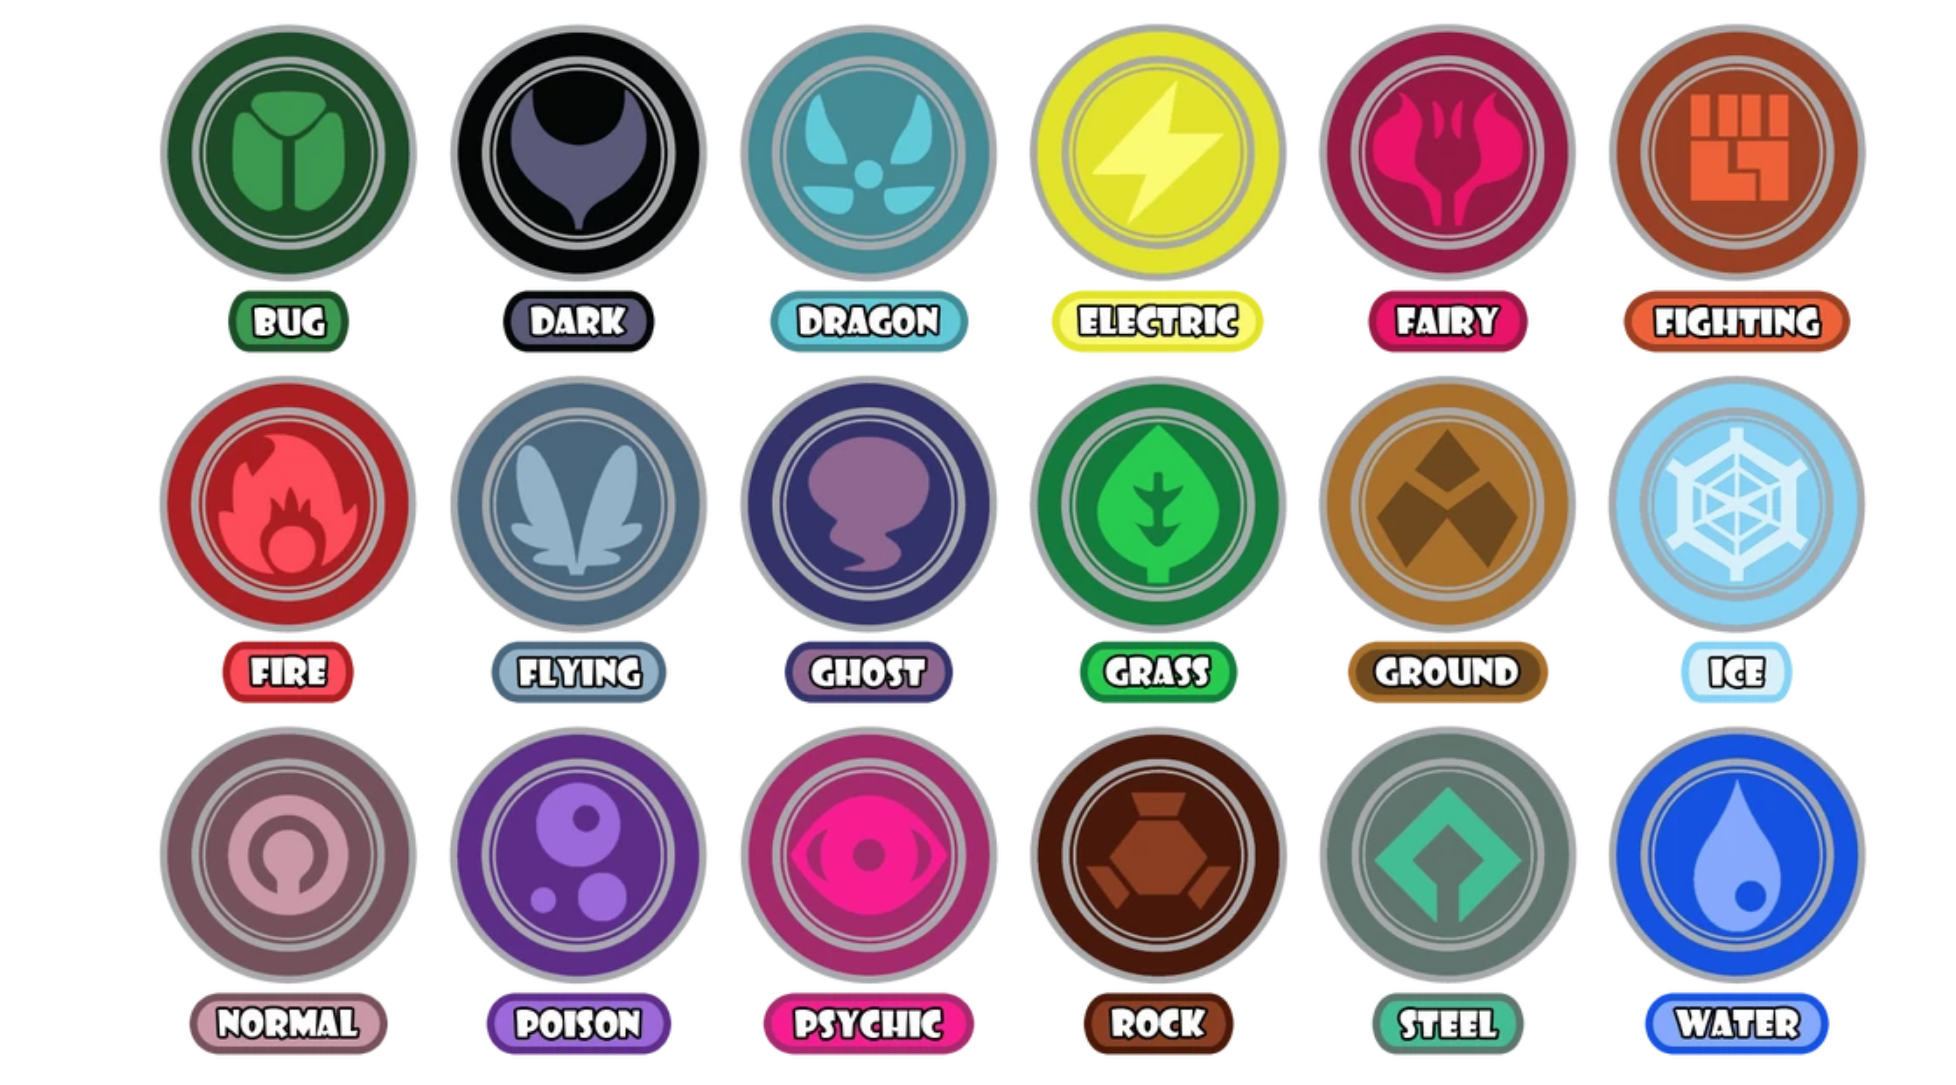 BUG
DARK
DRAGON
ELECTRIC
FAIRY
FIGHTING
FIRE
FLYING
GHOST
GRASS
GROUND
ICE
NORMAL
POISON
PSYCHIC
ROCK
STEEL
WATER